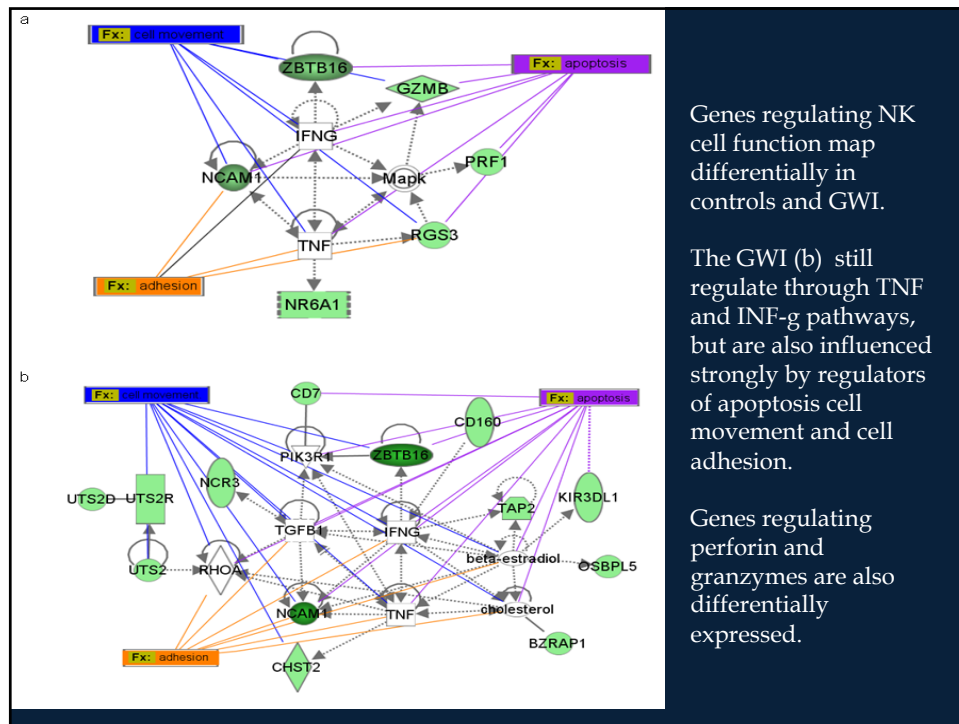 a
Fx: cell movement
ZBTB16
Fx: apoptosis
GZMB
IFNG
PRF1
NCAM1
Mapk
RGS3
TNF
Fx: adhesion
NR6A1
b
Fx: cell movement
CD7
Fx: apoptosis
CD160
ZBTB16
PIK3R1
NCR3
KIR3DL1
UTS2D UTS2R
TAP2
TGFB1 IFNG
beta-estradiol
UTS2 RHOA
OSBPL5
NCAM1 TNF cholesterol
BZRAP1
Fx: adhesion
CHST2
Genes regulating NK
cell function map
differentially in
controls and GWI.
The GWI (b) still
regulate through TNF
and INF-g pathways,
but are also influenced
strongly by regulators
of apoptosis cell
movement and cell
adhesion.
Genes regulating
perforin and
granzymes are also
differentially
expressed.